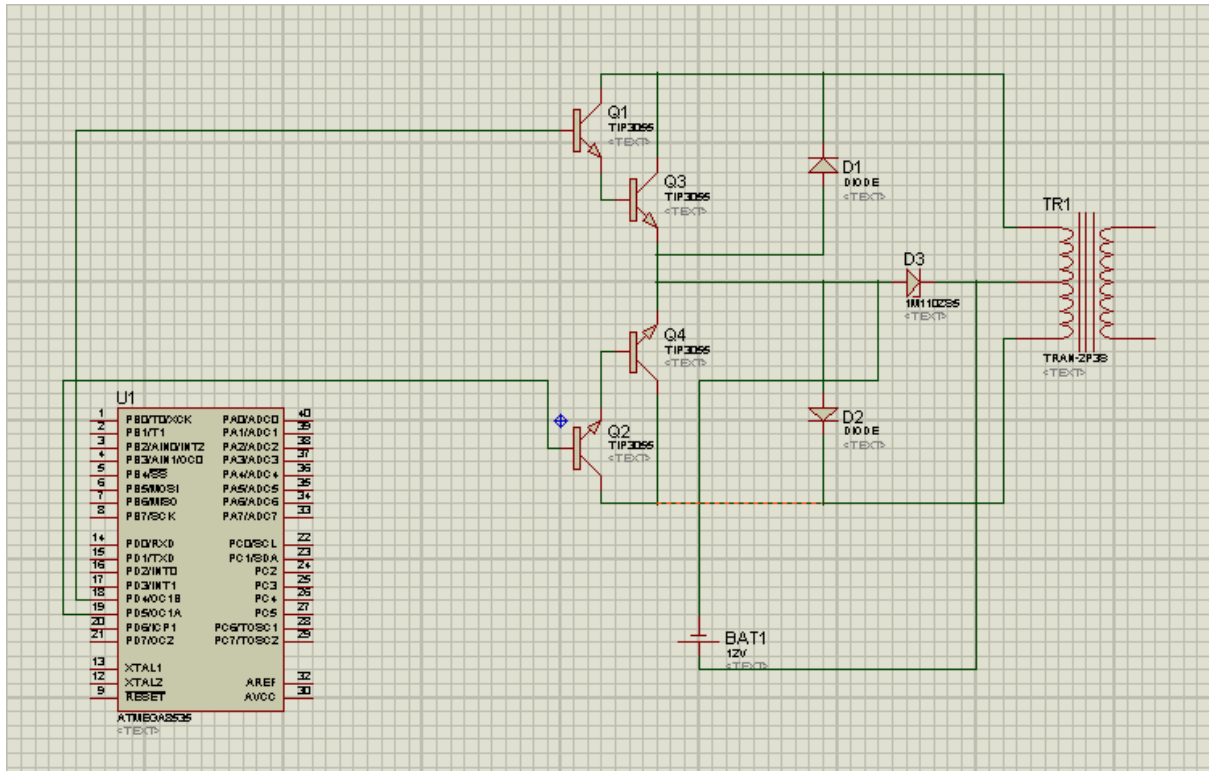 Q1
TIP3055
<TEXT>
Q3
TIP3055
<TEXT>
D1
DIODE
<TEXT>
TR1
D3
1M110ZS5
<TEXT>
Q4
TIP3055
<TEXT>
TRAN-2P3S
<TEXT>
U1
D2
DIODE
<TEXT>
Q2
TIP3055
<TEXT>
1 PB0/T0/XCK PA0/ADC0 40
2 PB1/T1 PA1/ADC1 39
3 PB2/AIN0/INT2 PA2/ADC2 38
4 PB3/AIN1/OC0 PA3/ADC3 37
5 PB4/SS PA4/ADC4 36
6 PB5/MOSI PA5/ADC5 35
7 PB6/MISO PA6/ADC6 34
8 PB7/SCK PA7/ADC7 33
14 PD0/RXD PC0/SCL 22
15 PD1/TXD PC1/SDA 23
16 PD2/INT0 PC2 24
17 PD3/INT1 PC3 25
18 PD4/OC1B PC4 26
19 PD5/OC1A PC5 27
20 PD6/ICP1 PC6/TOSC1 28
21 PD7/OC2 PC7/TOSC2 29
13 XTAL1
12 XTAL2 AREF 32
9 RESET AVCC 30
ATMEGA8535
<TEXT>
BAT1
12V
<TEXT>